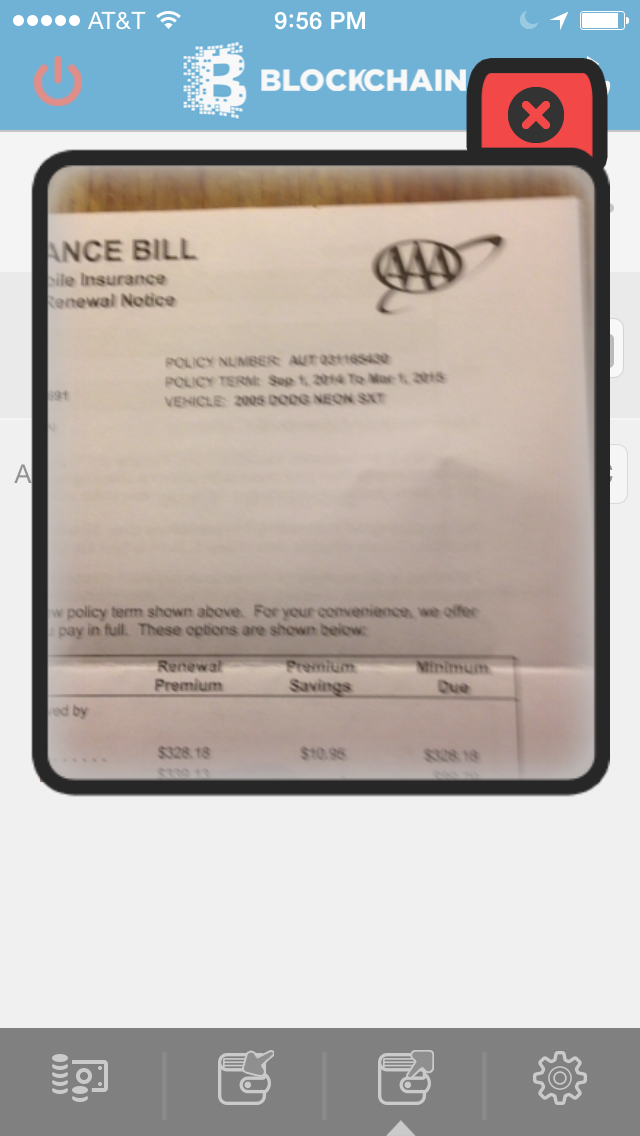 AT&T 9:56 PM
BLOCKCHAIN
ANCE BILL
bile Insurance
Renewal Notice
AAA
POLICY NUMBER: AUT 031165430
POLICY TERM: Sep 1, 2014 To Mar 1, 2015
691
VEHICLE: 2005 DODG NEON SXT
A
w policy term shown above. For your convenience, we offer
pay in full. These options are shown below:
Renewal Premium Minimum
Premium Savings Due
ved by
. . . . . . $328.18 $10.95 $328.18
$339.13